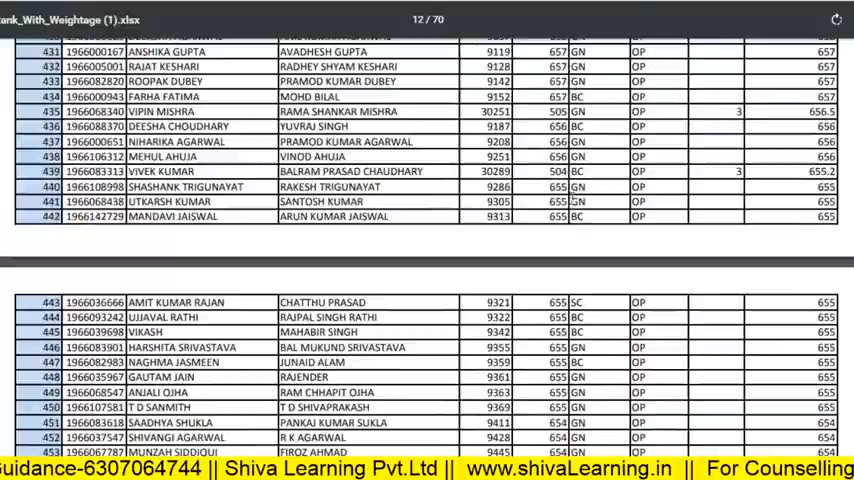 ank_With_Weightage (1).xlsx 12 / 70
431 1966000167 ANSHIKA GUPTA AVADHESH GUPTA 9119 657 GN OP 657
432 1966005001 RAJAT KESHARI RADHEY SHYAM KESHARI 9128 657 GN OP 657
433 1966082820 ROOPAK DUBEY PRAMOD KUMAR DUBEY 9142 657 GN OP 657
434 1966000943 FARHA FATIMA MOHD BILAL 9152 657 BC OP 657
435 1966068340 VIPIN MISHRA RAMA SHANKAR MISHRA 30251 505 GN OP 3 656.5
436 1966088370 DEESHA CHOUDHARY YUVRAJ SINGH 9187 656 BC OP 656
437 1966000651 NIHARIKA AGARWAL PRAMOD KUMAR AGARWAL 9208 656 GN OP 656
438 1966106312 MEHUL AHUJA VINOD AHUJA 9251 656 GN OP 656
439 1966083313 VIVEK KUMAR BALRAM PRASAD CHAUDHARY 30289 504 BC OP 3 655.2
440 1966108998 SHASHANK TRIGUNAYAT RAKESH TRIGUNAYAT 9286 655 GN OP 655
441 1966068438 UTKARSH KUMAR SANTOSH KUMAR 9305 655 GN OP 655
442 1966142729 MANDAVI JAISWAL ARUN KUMAR JAISWAL 9313 655 BC OP 655
443 1966036666 AMIT KUMAR RAJAN CHATTHU PRASAD 9321 655 SC OP 655
444 1966093242 UJJAVAL RATHI RAJPAL SINGH RATHI 9322 655 BC OP 655
445 1966039698 VIKASH MAHABIR SINGH 9342 655 BC OP 655
446 1966083901 HARSHITA SRIVASTAVA BAL MUKUND SRIVASTAVA 9355 655 GN OP 655
447 1966082983 NAGHMA JASMEEN JUNAID ALAM 9359 655 BC OP 655
448 1966035967 GAUTAM JAIN RAJENDER 9361 655 GN OP 655
449 1966068547 ANJALI OJHA RAM CHHAPIT OJHA 9363 655 GN OP 655
450 1966107581 T D SANMITH T D SHIVAPRAKASH 9369 655 GN OP 655
451 1966083618 SAADHYA SHUKLA PANKAJ KUMAR SUKLA 9411 654 GN OP 654
452 1966037547 SHIVANGI AGARWAL R K AGARWAL 9428 654 GN OP 654
453 1966067787 MUNZAH SIDDIQUI FIROZ AHMAD 9445 654 GN OP 654
Guidance-6307064744 || Shiva Learning Pvt.Ltd || www.shivaLearning.in || For Counselling